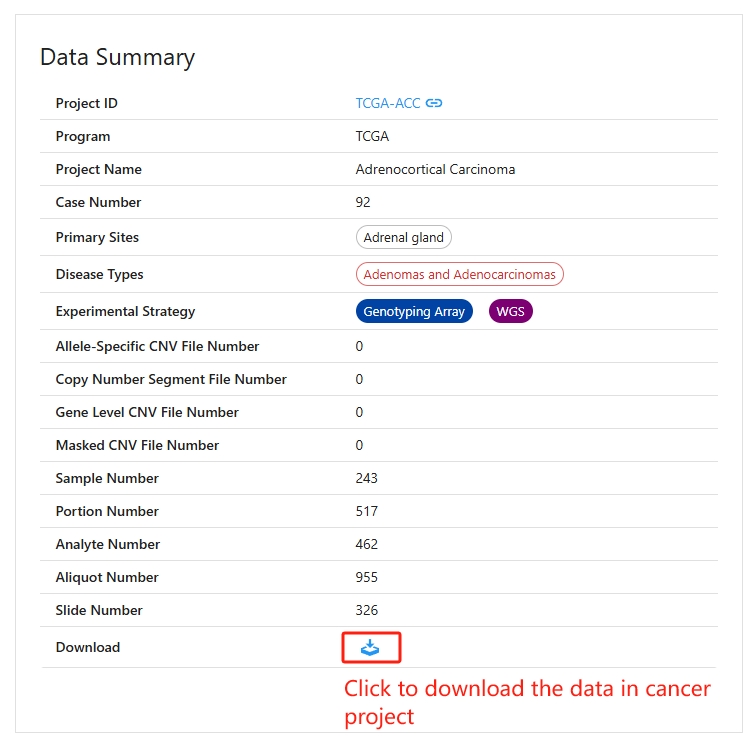 Data Summary
Project ID TCGA-ACC
Program TCGA
Project Name Adrenocortical Carcinoma
Case Number 92
Primary Sites Adrenal gland
Disease Types Adenomas and Adenocarcinomas
Experimental Strategy Genotyping Array WGS
Allele-Specific CNV File Number 0
Copy Number Segment File Number 0
Gene Level CNV File Number 0
Masked CNV File Number 0
Sample Number 243
Portion Number 517
Analyte Number 462
Aliquot Number 955
Slide Number 326
Download
Click to download the data in cancer
project